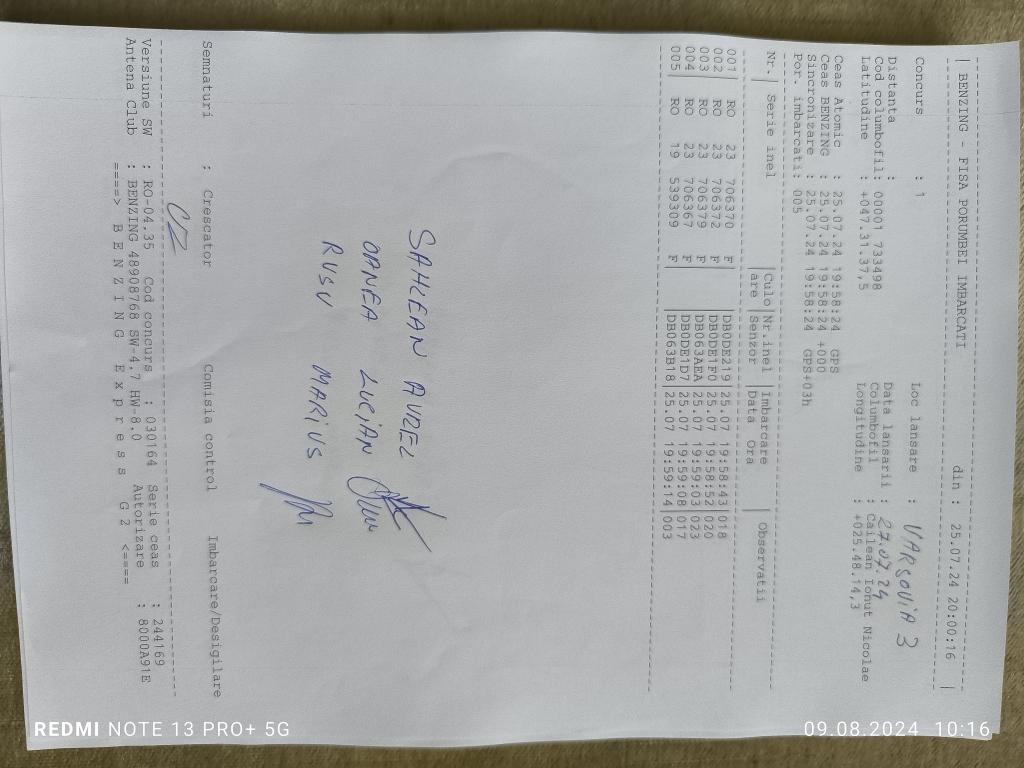 | BENZING - FISA PORUMBEI IMBARCATI din : 25.07.24 20:00:16 |
Concurs : 1 Loc lansare : VARSOVIA 3
Distanta : Data lansarii : 27.07.24
Cod columbofil: 00001 733498 Columbofil : Cailean Ionut Nicolae
Latitudine : +047.31.37,5 Longitudine : +025.48.14,3
Ceas Atomic : 25.07.24 19:58:24 GPS
Ceas BENZING : 25.07.24 19:58:24 +000
Sincronizare : 25.07.24 19:58:24 GPS+03h
Por. imbarcati: 005
Nr.| Serie inel |Culo|Nr.inel |Imbarcare | Observatii
|are |Senzor |Data Ora |
001| RO 23 706370 F | |DB0DE219|25.07 19:58:43|018
002| RO 23 706372 F | |DB0DE1F0|25.07 19:58:52|020
003| RO 23 706379 F | |DB063AEA|25.07 19:59:03|023
004| RO 23 706367 F | |DB0DE1D7|25.07 19:59:08|017
005| RO 19 539309 F | |DB063B18|25.07 19:59:14|003
SAHLEAN AUREL
OANEA LUCIAN
RUSU MARIUS
Semnaturi : Crescator Comisia control Imbarcare/Desigilare
Versiune SW : RO-04.35 Cod concurs : 030164 Serie ceas : 244169
Antena Club : BENZING 48908768 SW-4.7 HW-8.0 Autorizare : 8000A91E
====> B E N Z I N G E x p r e s s G 2 <====
REDMI NOTE 13 PRO+ 5G
09.08.2024 10:16